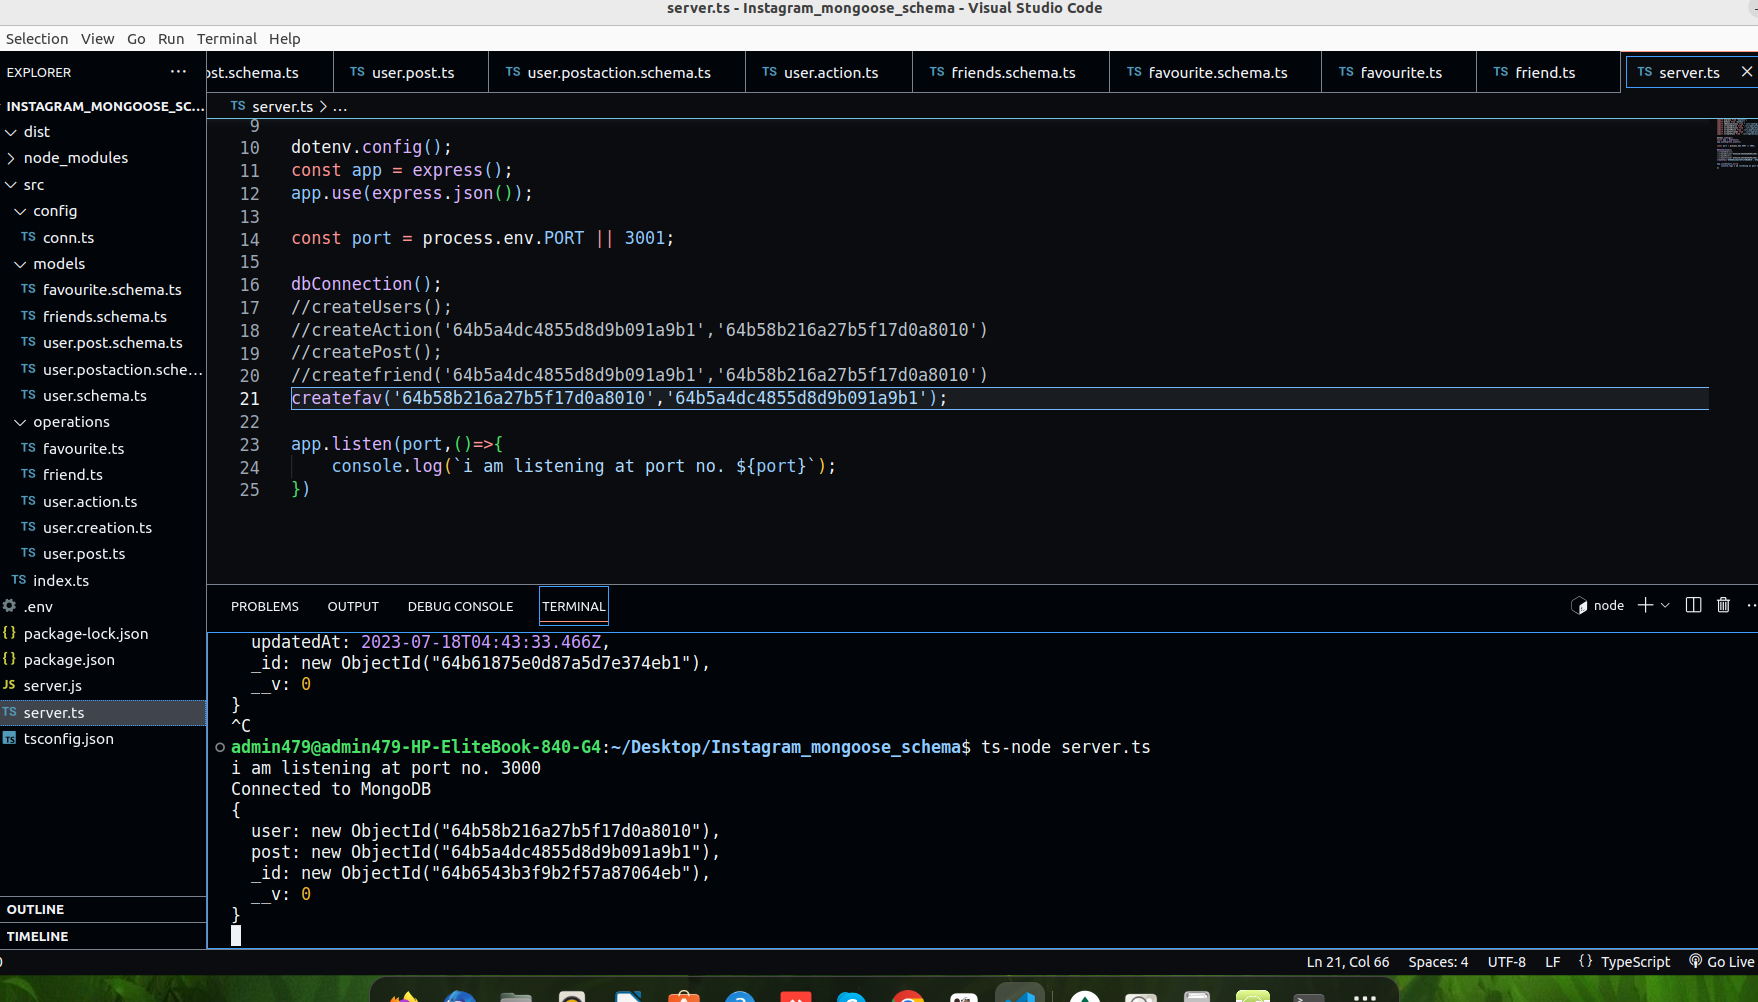 server.ts - Instagram_mongoose_schema - Visual Studio Code
Selection View Go Run Terminal Help
EXPLORER ···
ost.schema.ts TS user.post.ts TS user.postaction.schema.ts TS user.action.ts TS friends.schema.ts TS favourite.schema.ts TS favourite.ts TS friend.ts TS server.ts
INSTAGRAM_MONGOOSE_SC...
dist
node_modules
src
config
TS conn.ts
models
TS favourite.schema.ts
TS friends.schema.ts
TS user.post.schema.ts
TS user.postaction.sche...
TS user.schema.ts
operations
TS favourite.ts
TS friend.ts
TS user.action.ts
TS user.creation.ts
TS user.post.ts
TS index.ts
.env
{} package-lock.json
{} package.json
JS server.js
TS server.ts
TS tsconfig.json
OUTLINE
TIMELINE
TS server.ts > ...
9
10 dotenv.config();
11 const app = express();
12 app.use(express.json());
13
14 const port = process.env.PORT || 3001;
15
16 dbConnection();
17 //createUsers();
18 //createAction('64b5a4dc4855d8d9b091a9b1','64b58b216a27b5f17d0a8010')
19 //createPost();
20 //createfriend('64b5a4dc4855d8d9b091a9b1','64b58b216a27b5f17d0a8010')
21 createfav('64b58b216a27b5f17d0a8010','64b5a4dc4855d8d9b091a9b1');
22
23 app.listen(port,()=>{
24 console.log(`i am listening at port no. ${port}`);
25 })
PROBLEMS OUTPUT DEBUG CONSOLE TERMINAL node
updatedAt: 2023-07-18T04:43:33.466Z,
_id: new ObjectId("64b61875e0d87a5d7e374eb1"),
__v: 0
}
^C
admin479@admin479-HP-EliteBook-840-G4:~/Desktop/Instagram_mongoose_schema$ ts-node server.ts
i am listening at port no. 3000
Connected to MongoDB
{
user: new ObjectId("64b58b216a27b5f17d0a8010"),
post: new ObjectId("64b5a4dc4855d8d9b091a9b1"),
_id: new ObjectId("64b6543b3f9b2f57a87064eb"),
__v: 0
}
Ln 21, Col 66 Spaces: 4 UTF-8 LF {} TypeScript Go Live